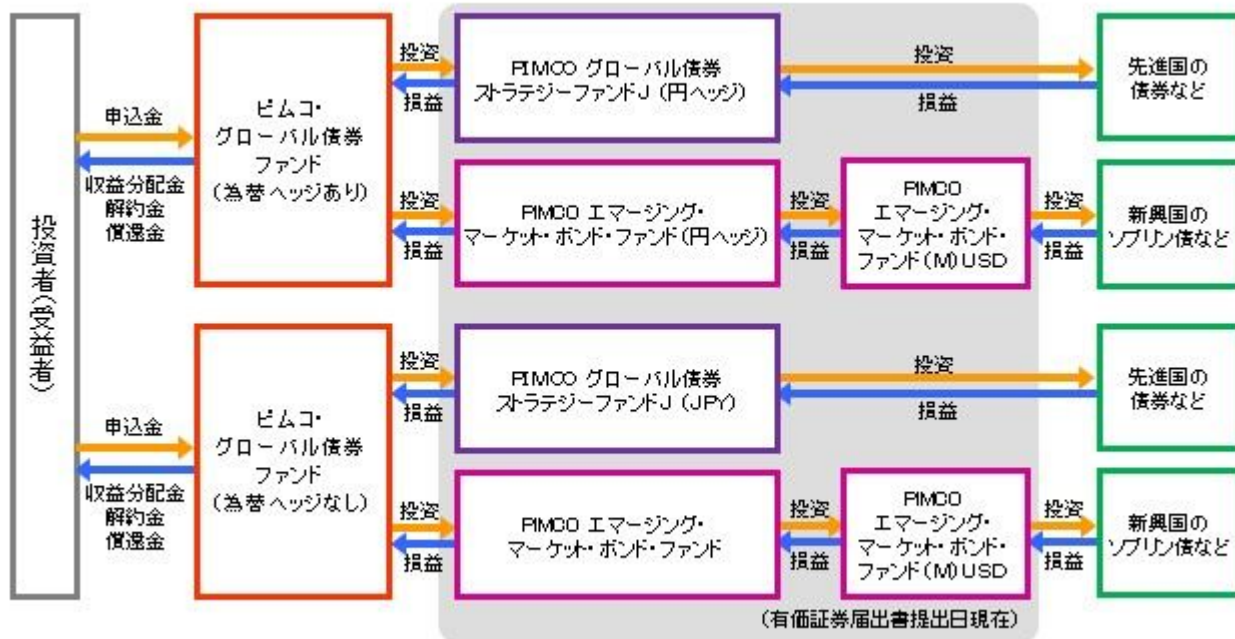 投資者(受益者)
申込金
収益分配金
解約金
償還金
ピムコ・
グローバル債券
ファンド
(為替ヘッジあり)
投資
損益
PIMCO グローバル債券
ストラテジーファンドJ (円ヘッジ)
投資
損益
先進国の
債券など
投資
損益
PIMCO エマージング・
マーケット・ボンド・ファンド(円ヘッジ)
投資
損益
PIMCO
エマージング・
マーケット・ボンド・
ファンド(M)USD
投資
損益
新興国の
ソブリン債など
申込金
収益分配金
解約金
償還金
ピムコ・
グローバル債券
ファンド
(為替ヘッジなし)
投資
損益
PIMCO グローバル債券
ストラテジーファンドJ (JPY)
投資
損益
先進国の
債券など
投資
損益
PIMCO エマージング・
マーケット・ボンド・ファンド
投資
損益
PIMCO
エマージング・
マーケット・ボンド・
ファンド(M)USD
投資
損益
新興国の
ソブリン債など
(有価証券届出書提出日現在)